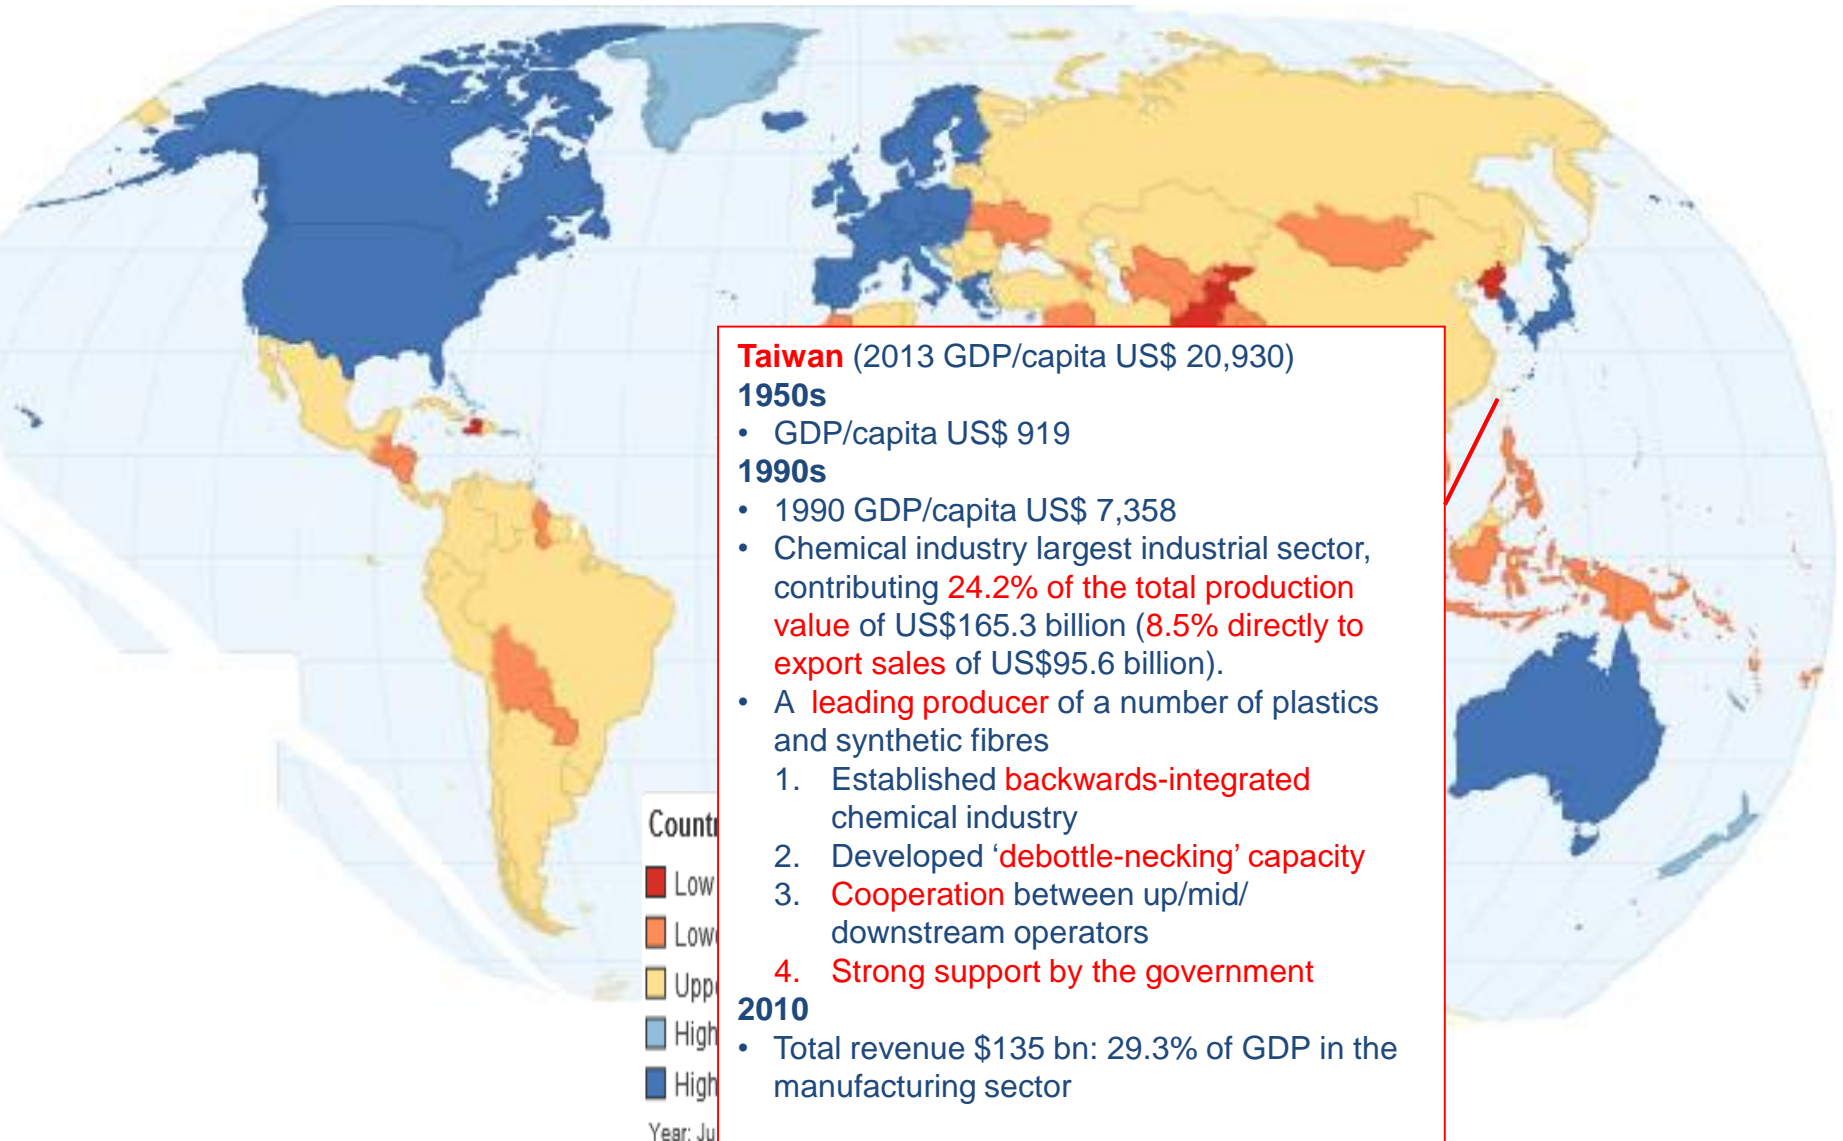 Taiwan (2013 GDP/capita US$ 20,930)
1950s
• GDP/capita US$ 919
1990s
• 1990 GDP/capita US$ 7,358
• Chemical industry largest industrial sector,
contributing 24.2% of the total production
value of US$165.3 billion (8.5% directly to
export sales of US$95.6 billion).
• A leading producer of a number of plastics
and synthetic fibres
1. Established backwards-integrated
chemical industry
2. Developed ‘debottle-necking’ capacity
3. Cooperation between up/mid/
downstream operators
4. Strong support by the government
2010
• Total revenue $135 bn: 29.3% of GDP in the
manufacturing sector
Countr
Low
Lowe
Uppe
High
High
Year: Ju